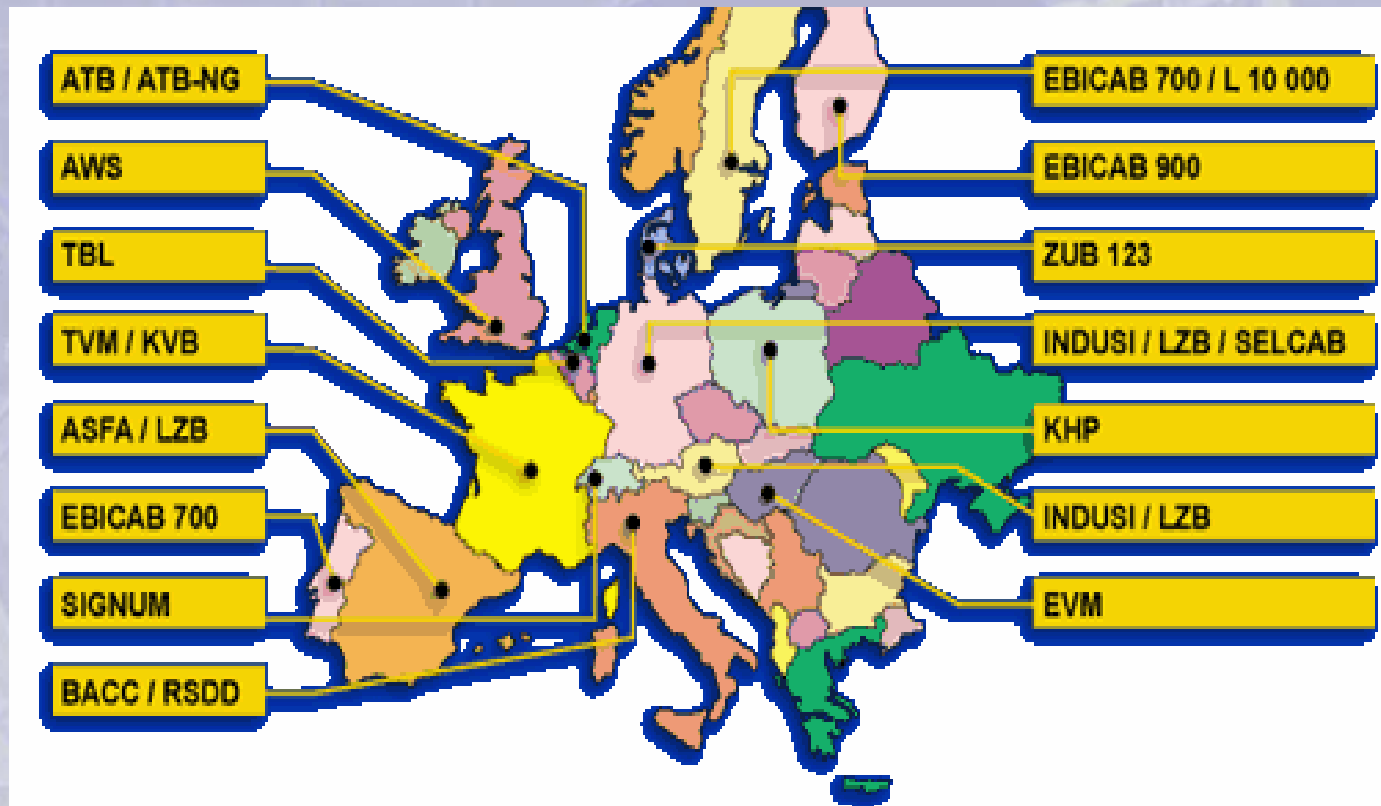 ATB / ATB-NG
AWS
TBL
TVM / KVB
ASFA / LZB
EBICAB 700
SIGNUM
BACC / RSDD
EBICAB 700 / L 10 000
EBICAB 900
ZUB 123
INDUSI / LZB / SELCAB
KHP
INDUSI / LZB
EVM